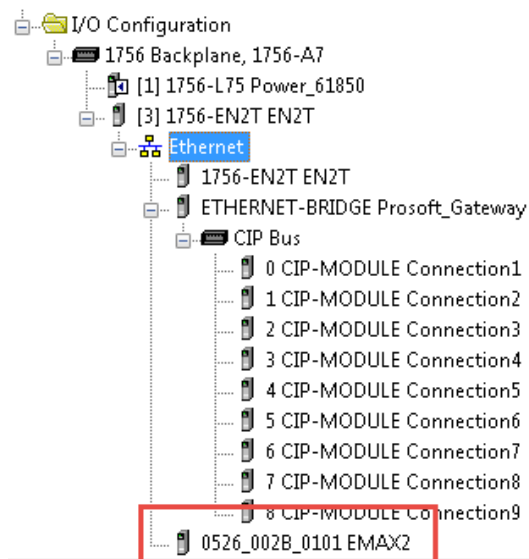 I/O Configuration
1756 Backplane, 1756-A7
[1] 1756-L75 Power_61850
[3] 1756-EN2T EN2T
Ethernet
1756-EN2T EN2T
ETHERNET-BRIDGE Prosoft_Gateway
CIP Bus
0 CIP-MODULE Connection1
1 CIP-MODULE Connection2
2 CIP-MODULE Connection3
3 CIP-MODULE Connection4
4 CIP-MODULE Connection5
5 CIP-MODULE Connection6
6 CIP-MODULE Connection7
7 CIP-MODULE Connection8
8 CIP-MODULE Connection9
0526_002B_0101 EMAX2